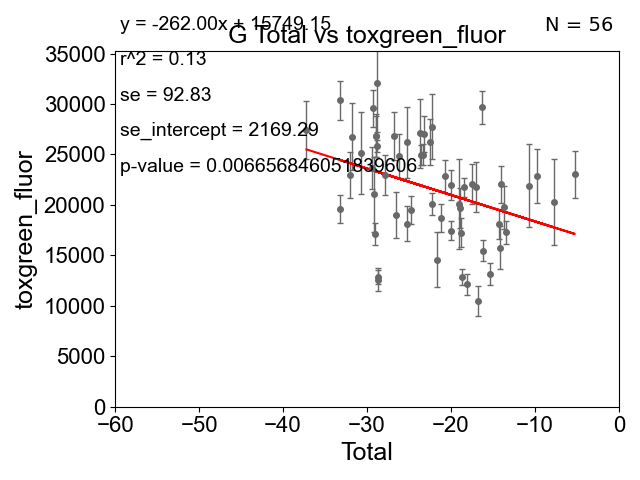 y = -262.00x + 15749.15
N = 56
G Total vs toxgreen_fluor
r^2 = 0.13
se = 92.83
se_intercept = 2169.29
p-value = 0.006656846051839606
35000
30000
25000
20000
15000
10000
5000
0
toxgreen_fluor
−60
−50
−40
−30
−20
−10
0
Total